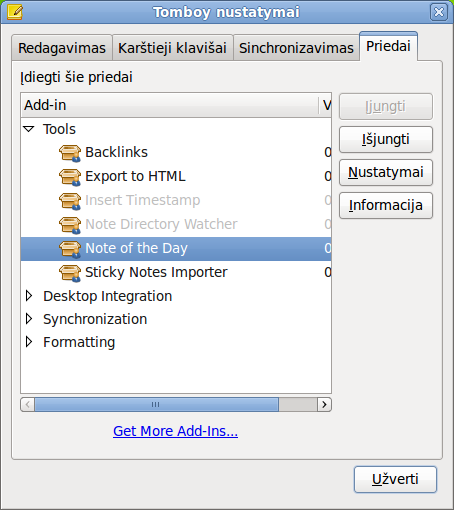 Tomboy nustatymai
Redagavimas Karštieji klavišai Sinchronizavimas Priedai
Įdiegti šie priedai
Add-in V
Tools
Backlinks 0
Export to HTML 0
Insert Timestamp 0
Note Directory Watcher 0
Note of the Day 0
Sticky Notes Importer 0
Desktop Integration
Synchronization
Formatting
Įjungti
Išjungti
Nustatymai
Informacija
Get More Add-Ins...
Užverti